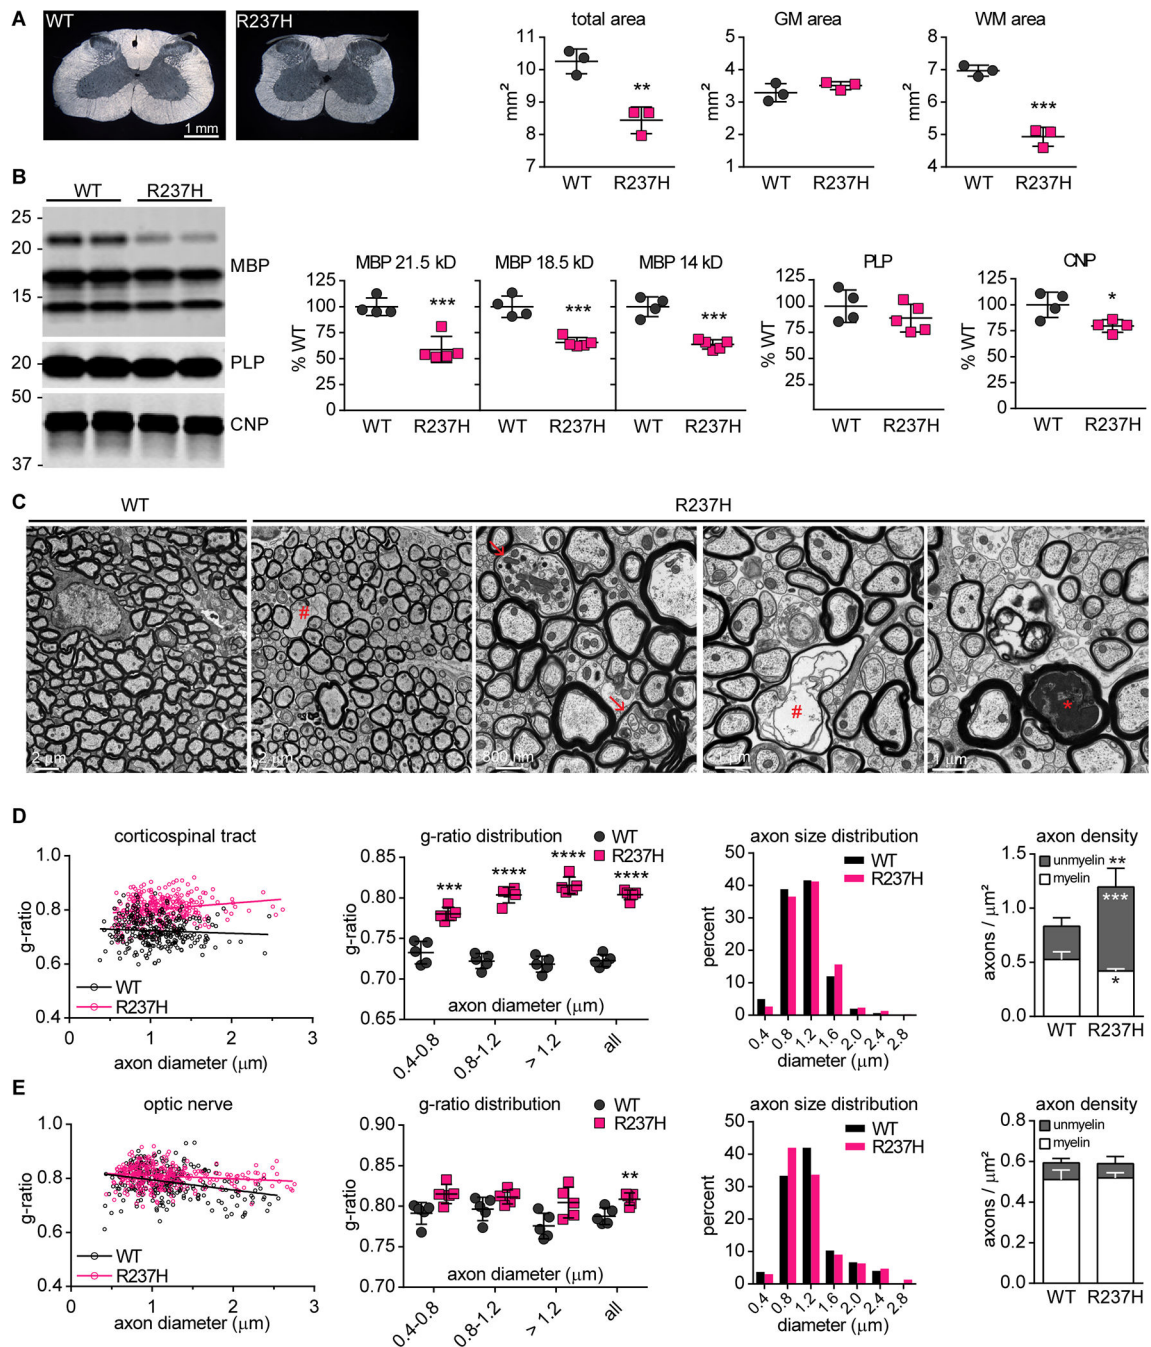 A
WT
R237H
1 mm
total area
mm²
11
10
9
8
7
**
WT R237H
GM area
mm²
5
4
3
2
1
WT R237H
WM area
mm²
8
7
6
5
4
***
WT R237H
B
WT R237H
25
20
15
MBP
20
PLP
50
CNP
37
% WT
125
100
75
50
25
0
MBP 21.5 kD
***
WT R237H
MBP 18.5 kD
***
WT R237H
MBP 14 kD
***
WT R237H
PLP
% WT
125
100
75
50
25
WT R237H
CNP
% WT
125
100
75
50
25
0
*
WT R237H
C
WT
R237H
2 μm
#
2 μm
800 nm
#
1 μm
*
1 μm
D
corticospinal tract
g-ratio
1.0
0.8
0.6
0.4
WT
R237H
0 1 2 3
axon diameter (μm)
g-ratio distribution
WT
R237H
g-ratio
0.85
0.80
0.75
0.70
0.65
*** **** **** ****
axon diameter (μm)
0.4–0.8
0.8-1.2
> 1.2
all
axon size distribution
WT
R237H
percent
50
40
30
20
10
0
0.4 0.8 1.2 1.6 2.0 2.4 2.8
diameter (μm)
axon density
unmyelin
myelin
axons / μm²
1.5
1.0
0.5
0.0
**
***
*
WT R237H
E
optic nerve
g-ratio
1.0
0.8
0.6
0.4
WT
R237H
0 1 2 3
axon diameter (μm)
g-ratio distribution
WT
R237H
g-ratio
0.90
0.85
0.80
0.75
0.70
**
axon diameter (μm)
0.4–0.8
0.8-1.2
> 1.2
all
axon size distribution
WT
R237H
percent
50
40
30
20
10
0
0.4 0.8 1.2 1.6 2.0 2.4 2.8
diameter (μm)
axon density
unmyelin
myelin
axons / μm²
0.8
0.6
0.4
0.2
0.0
WT R237H